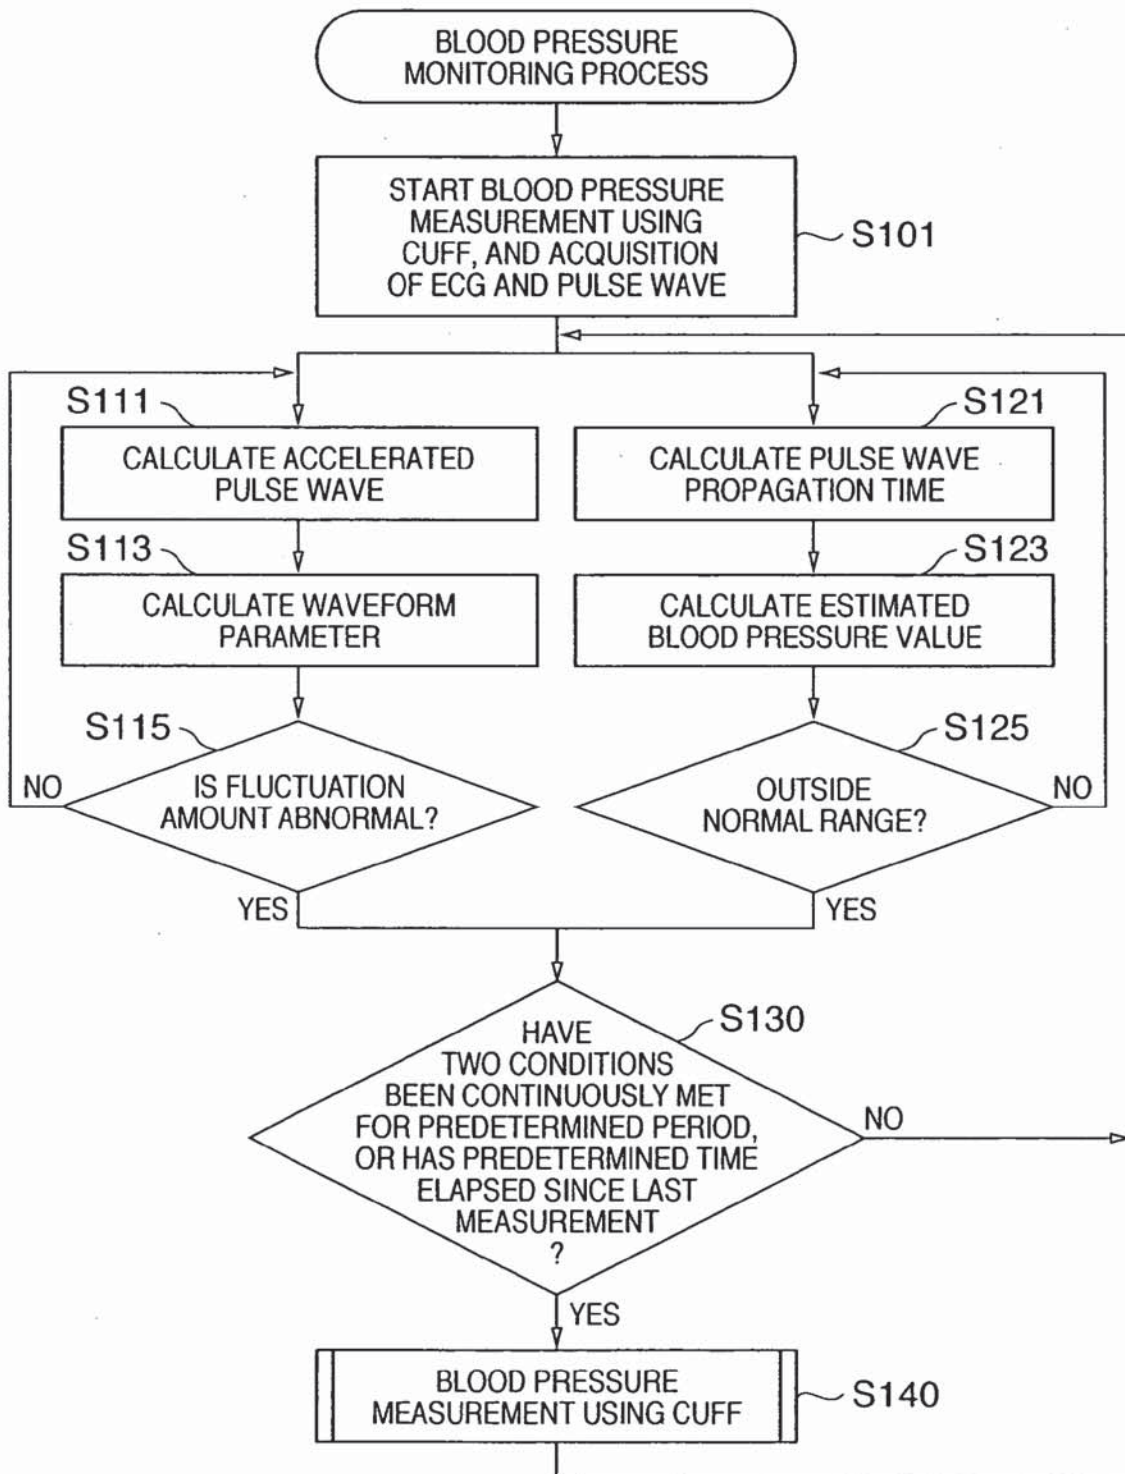 BLOOD PRESSURE
MONITORING PROCESS
START BLOOD PRESSURE
MEASUREMENT USING
CUFF, AND ACQUISITION
OF ECG AND PULSE WAVE
S101
S111
CALCULATE ACCELERATED
PULSE WAVE
S113
CALCULATE WAVEFORM
PARAMETER
S115
IS FLUCTUATION
AMOUNT ABNORMAL?
NO
YES
S121
CALCULATE PULSE WAVE
PROPAGATION TIME
S123
CALCULATE ESTIMATED
BLOOD PRESSURE VALUE
S125
OUTSIDE
NORMAL RANGE?
NO
YES
S130
HAVE
TWO CONDITIONS
BEEN CONTINUOUSLY MET
FOR PREDETERMINED PERIOD,
OR HAS PREDETERMINED TIME
ELAPSED SINCE LAST
MEASUREMENT
?
NO
YES
BLOOD PRESSURE
MEASUREMENT USING CUFF
S140